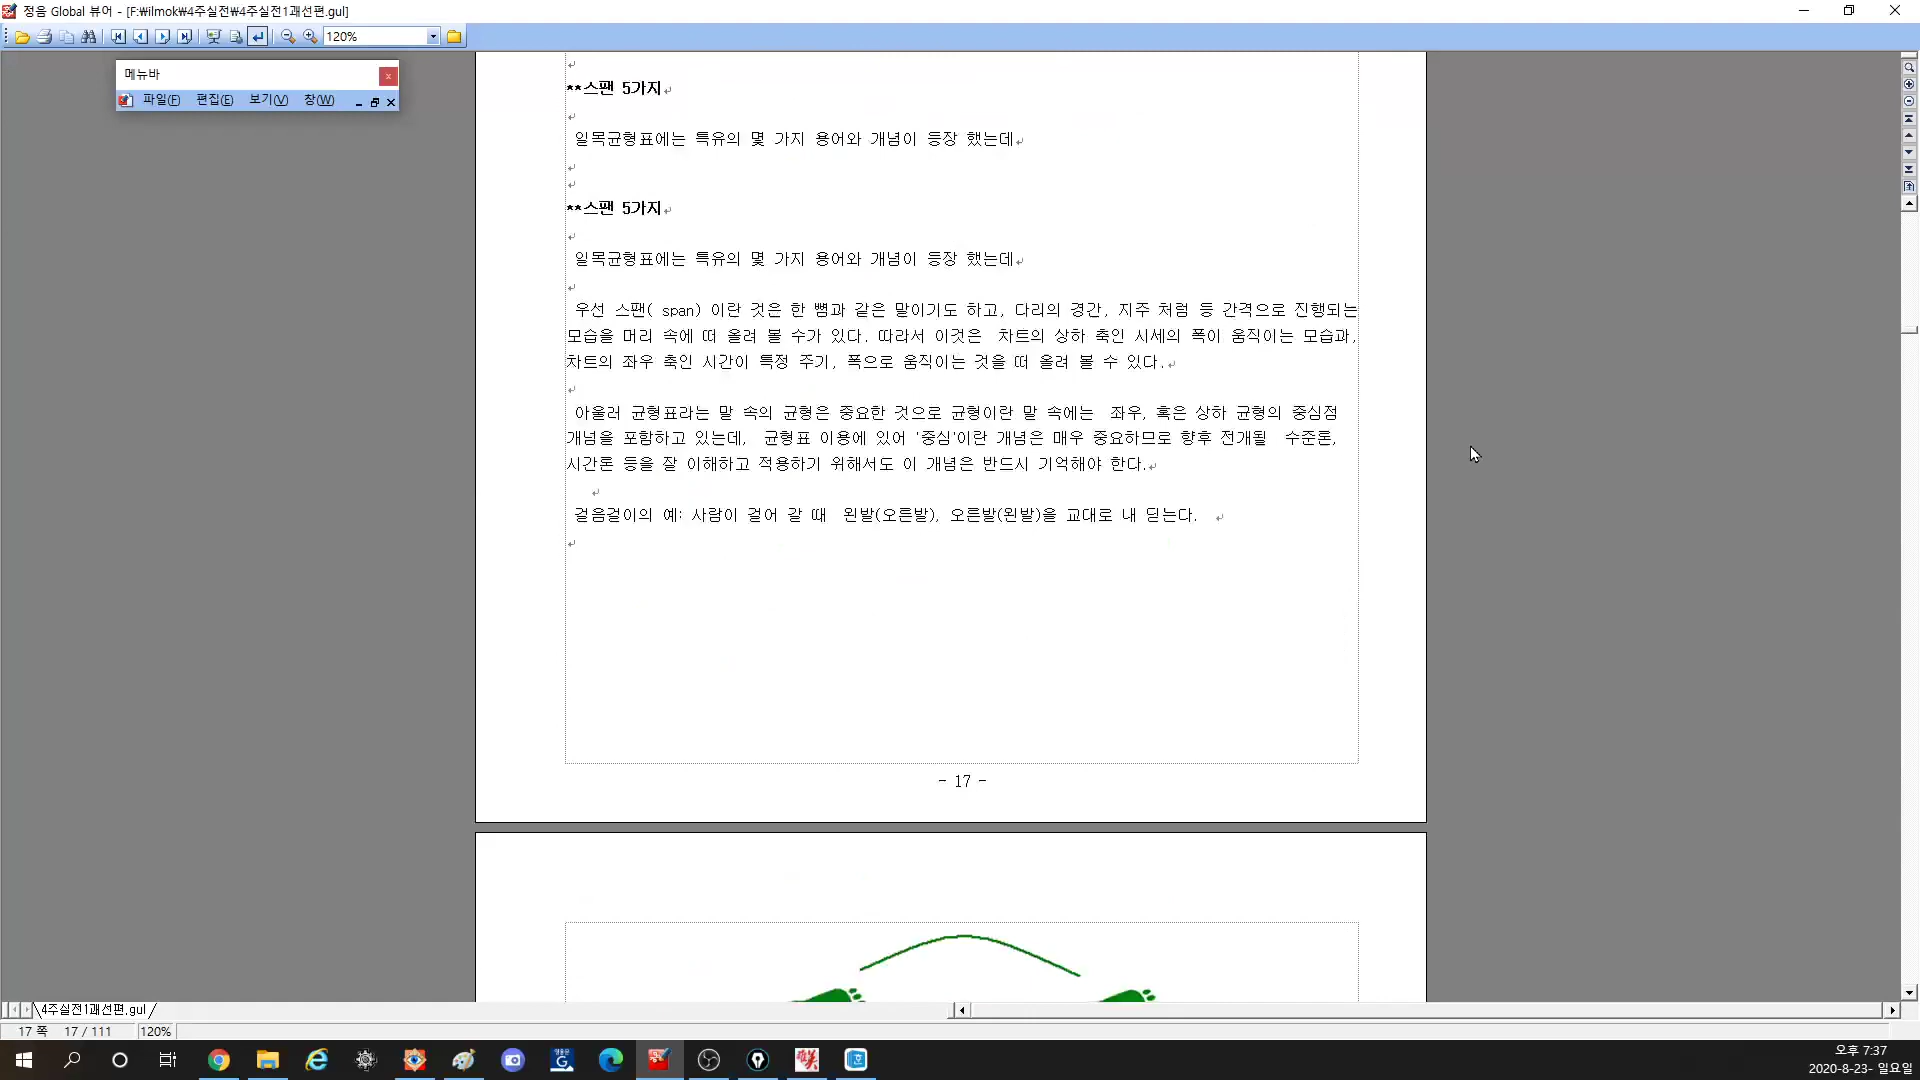 정음 Global 뷰어 - [F:₩ilmok₩4주실전₩4주실전1괘선편.gul]
120%
메뉴바
파일(F) 편집(E) 보기(V) 창(W)
**스팬 5가지
일목균형표에는 특유의 몇 가지 용어와 개념이 등장 했는데
**스팬 5가지
일목균형표에는 특유의 몇 가지 용어와 개념이 등장 했는데
우선 스팬( span) 이란 것은 한 뼘과 같은 말이기도 하고, 다리의 경간, 지주 처럼 등 간격으로 진행되는
모습을 머리 속에 떠 올려 볼 수가 있다. 따라서 이것은 차트의 상하 축인 시세의 폭이 움직이는 모습과,
차트의 좌우 축인 시간이 특정 주기, 폭으로 움직이는 것을 떠 올려 볼 수 있다.
아울러 균형표라는 말 속의 균형은 중요한 것으로 균형이란 말 속에는 좌우, 혹은 상하 균형의 중심점
개념을 포함하고 있는데, 균형표 이용에 있어 '중심'이란 개념은 매우 중요하므로 향후 전개될 수준론,
시간론 등을 잘 이해하고 적용하기 위해서도 이 개념은 반드시 기억해야 한다.
걸음걸이의 예: 사람이 걸어 갈 때 왼발(오른발), 오른발(왼발)을 교대로 내 딛는다.
- 17 -
4주실전1괘선편.gul
17 쪽 17 / 111 120%
오후 7:37
2020-8-23- 일요일